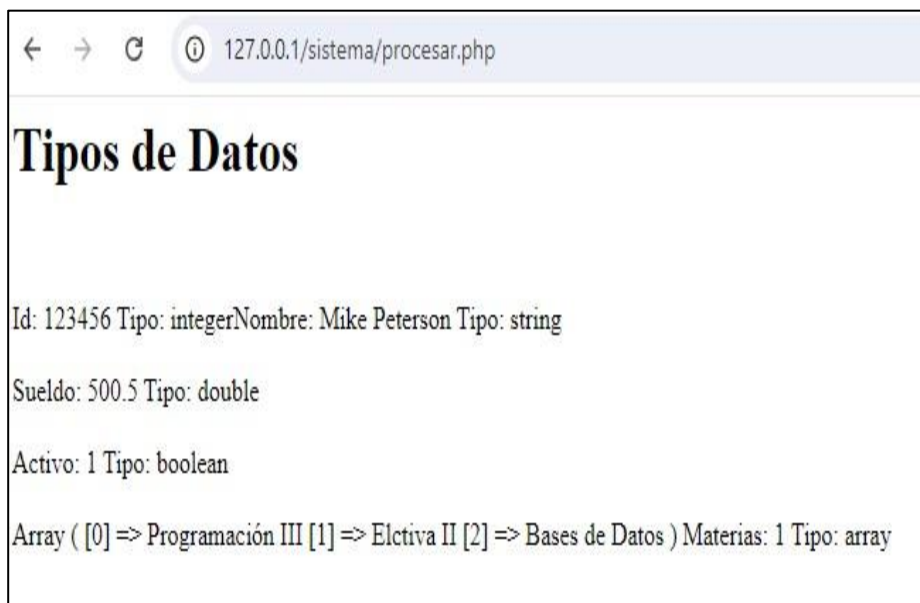 127.0.0.1/sistema/procesar.php
Tipos de Datos
Id: 123456 Tipo: integerNombre: Mike Peterson Tipo: string
Sueldo: 500.5 Tipo: double
Activo: 1 Tipo: boolean
Array ( [0] => Programación III [1] => Elctiva II [2] => Bases de Datos ) Materias: 1 Tipo: array